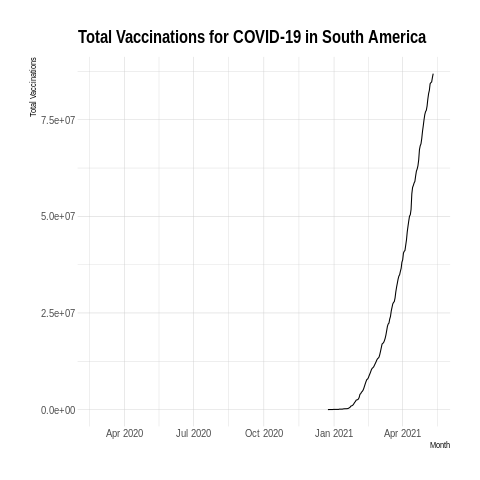 Total Vaccinations for COVID-19 in South America
Total Vaccinations
7.5e+07
5.0e+07
2.5e+07
0.0e+00
Apr 2020 Jul 2020 Oct 2020 Jan 2021 Apr 2021
Month